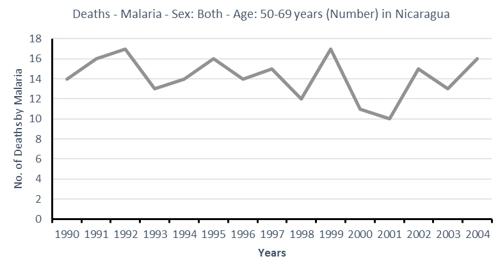 Deaths - Malaria - Sex: Both - Age: 50-69 years (Number) in Nicaragua
18
16
14
12
10
8
6
4
2
0
No. of Deaths by Malaria
1990 1991 1992 1993 1994 1995 1996 1997 1998 1999 2000 2001 2002 2003 2004
Years